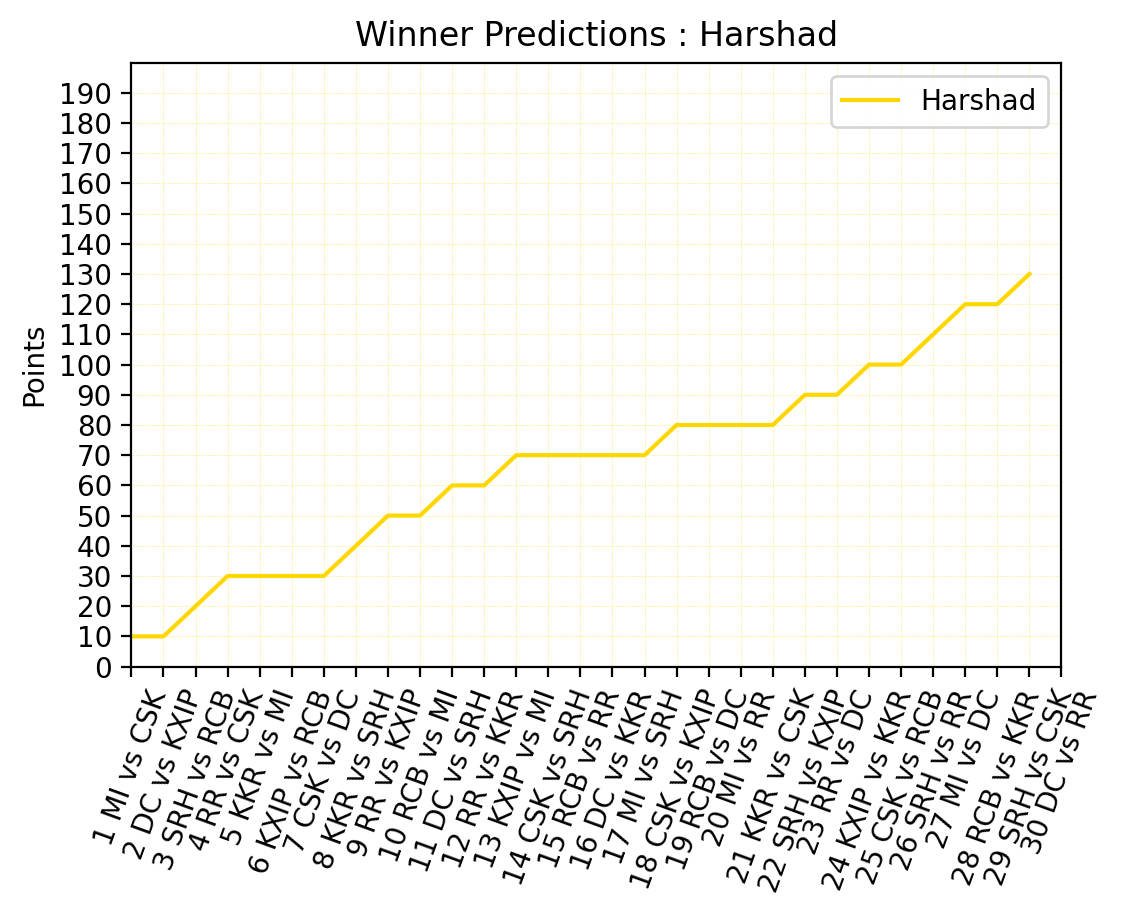 Winner Predictions : Harshad
Harshad
Points
190
180
170
160
150
140
130
120
110
100
90
80
70
60
50
40
30
20
10
0
1 MI vs CSK
2 DC vs KXIP
3 SRH vs RCB
4 RR vs CSK
5 KKR vs MI
6 KXIP vs RCB
7 CSK vs DC
8 KKR vs SRH
9 RR vs KXIP
10 RCB vs MI
11 DC vs SRH
12 RR vs KKR
13 KXIP vs MI
14 CSK vs SRH
15 RCB vs RR
16 DC vs KKR
17 MI vs SRH
18 CSK vs KXIP
19 RCB vs DC
20 MI vs RR
21 KKR vs CSK
22 SRH vs KXIP
23 RR vs DC
24 KXIP vs KKR
25 CSK vs RCB
26 SRH vs RR
27 MI vs DC
28 RCB vs KKR
29 SRH vs CSK
30 DC vs RR